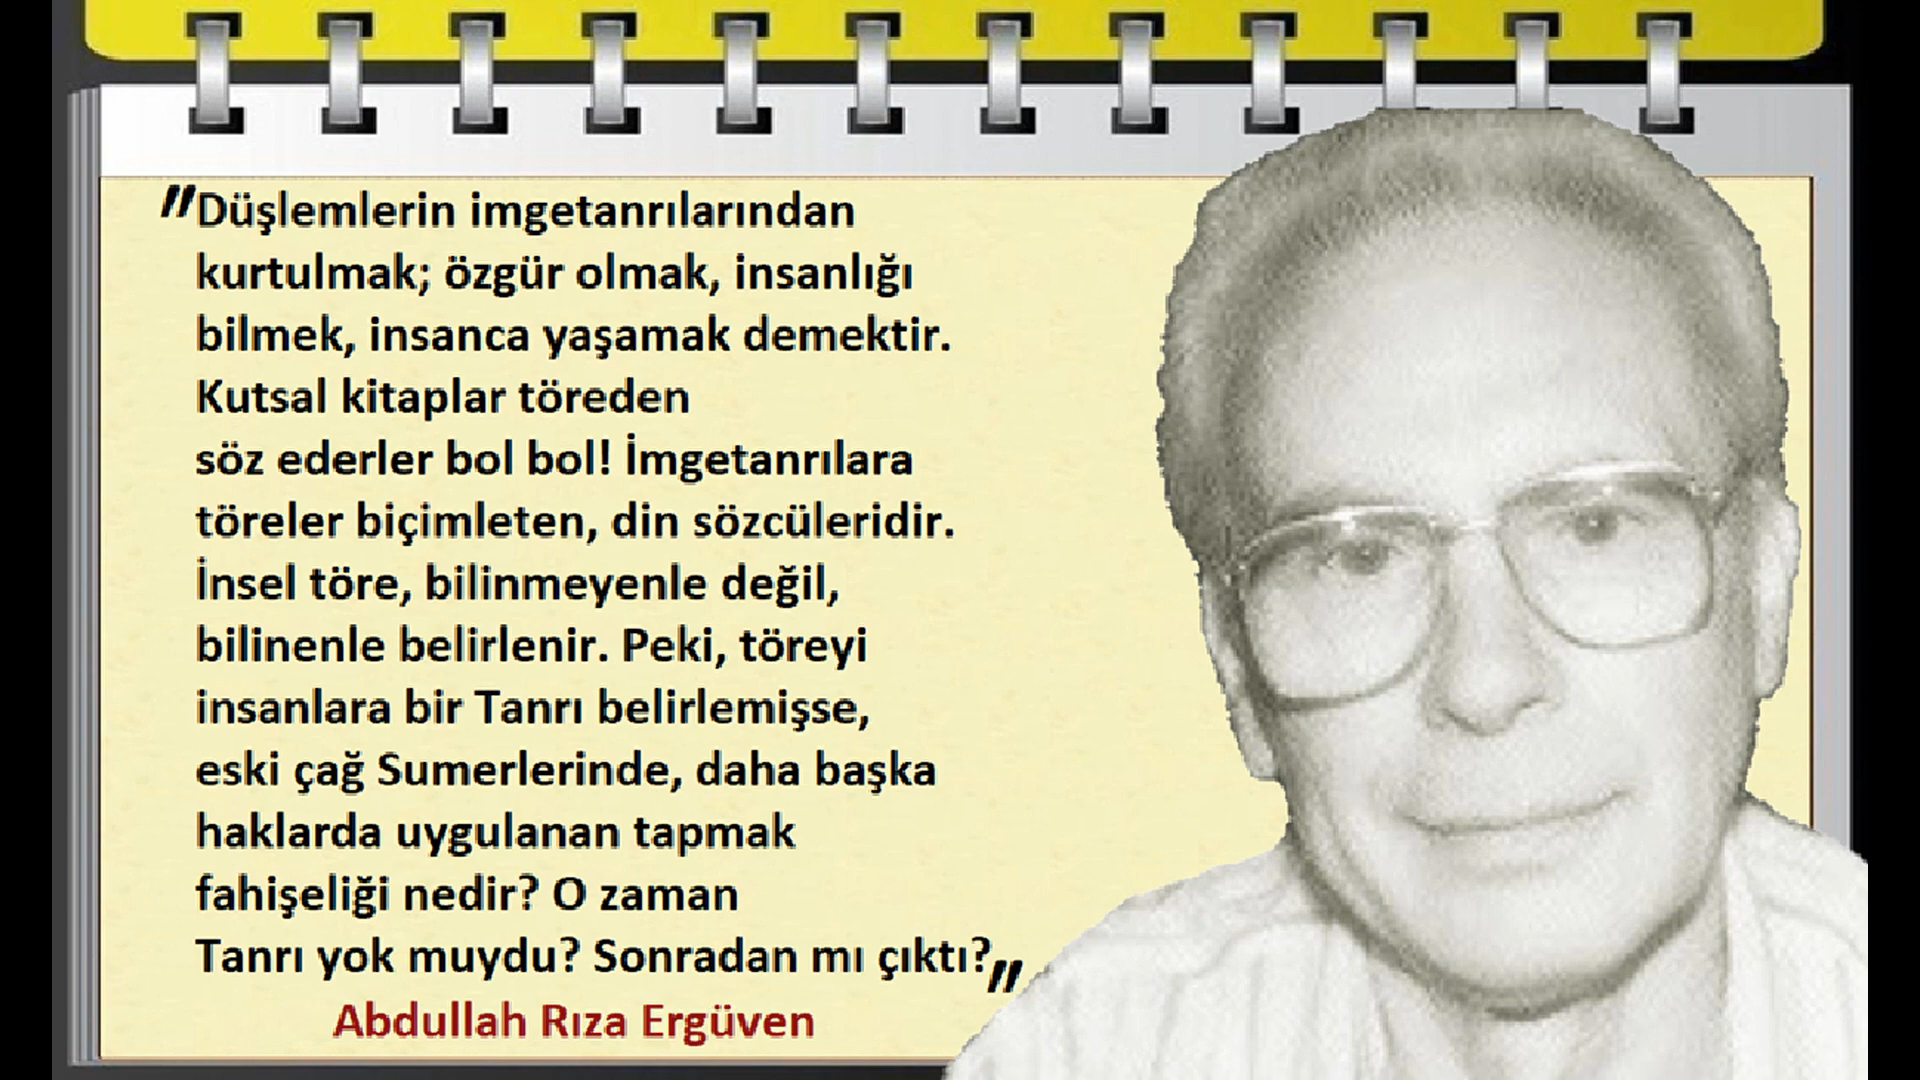 "Düşlemlerin imgetanrılarından
kurtulmak; özgür olmak, insanlığı
bilmek, insanca yaşamak demektir.
Kutsal kitaplar töreden
söz ederler bol bol! İmgetanrılara
töreler biçimleten, din sözcüleridir.
İnsel töre, bilinmeyenle değil,
bilinenle belirlenir. Peki, töreyi
insanlara bir Tanrı belirlemişse,
eski çağ Sumerlerinde, daha başka
haklarda uygulanan tapmak
fahişeliği nedir? O zaman
Tanrı yok muydu? Sonradan mı çıktı?"
Abdullah Rıza Ergüven